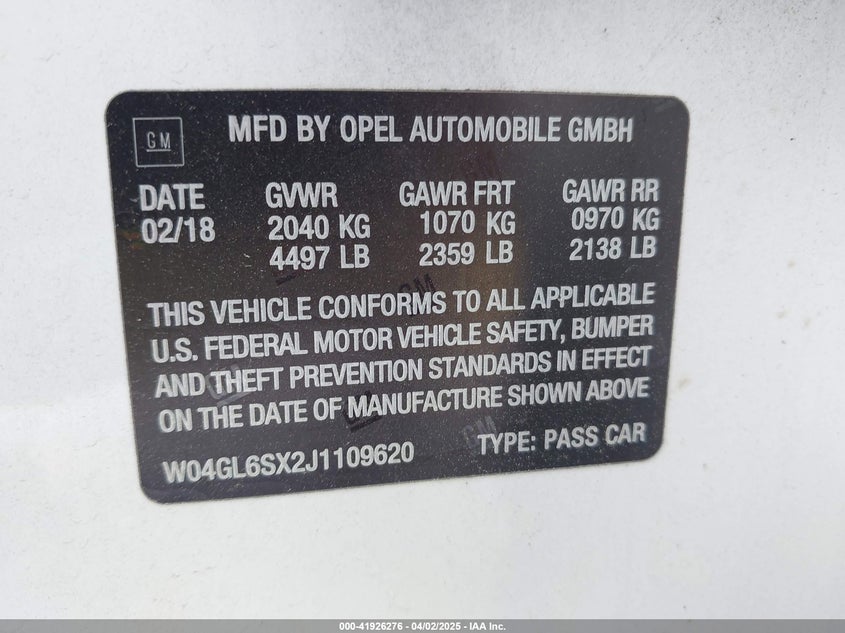 GM
MFD BY OPEL AUTOMOBILE GMBH
DATE GVWR GAWR FRT GAWR RR
02/18 2040 KG 1070 KG 0970 KG
4497 LB 2359 LB 2138 LB
THIS VEHICLE CONFORMS TO ALL APPLICABLE
U.S. FEDERAL MOTOR VEHICLE SAFETY, BUMPER
AND THEFT PREVENTION STANDARDS IN EFFECT
ON THE DATE OF MANUFACTURE SHOWN ABOVE
W04GL6SX2J1109620 TYPE: PASS CAR
000-41926276 - 04/02/2025 - IAA Inc.